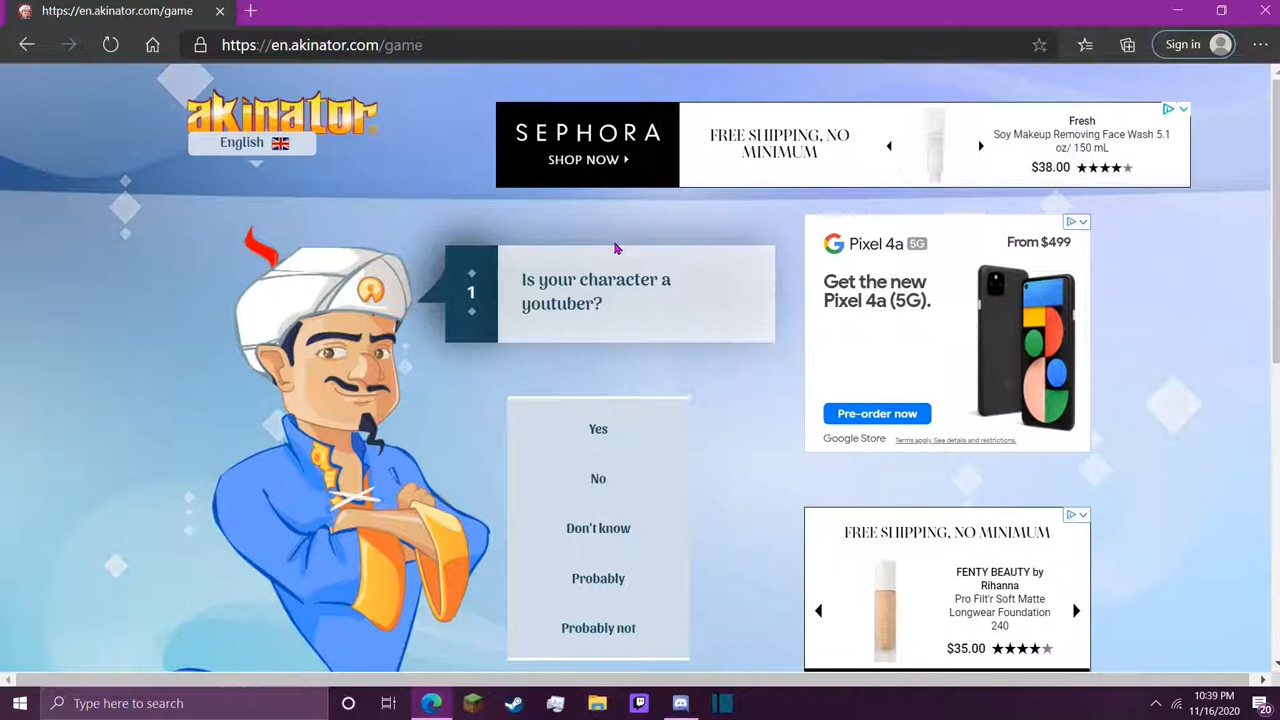 https://en.akinator.com/game
https://en.akinator.com/game
Sign in
akinator
English
SEPHORA
SHOP NOW
FREE SHIPPING, NO
MINIMUM
Fresh
Soy Makeup Removing Face Wash 5.1
oz/ 150 mL
$38.00
1
Is your character a
youtuber?
Yes
No
Don't know
Probably
Probably not
G Pixel 4a 5G
From $499
Get the new
Pixel 4a (5G).
Pre-order now
Google Store
Terms apply. See details and restrictions.
FREE SHIPPING, NO MINIMUM
FENTY BEAUTY by
Rihanna
Pro Filt'r Soft Matte
Longwear Foundation
240
$35.00
Type here to search
10:39 PM
11/16/2020
20